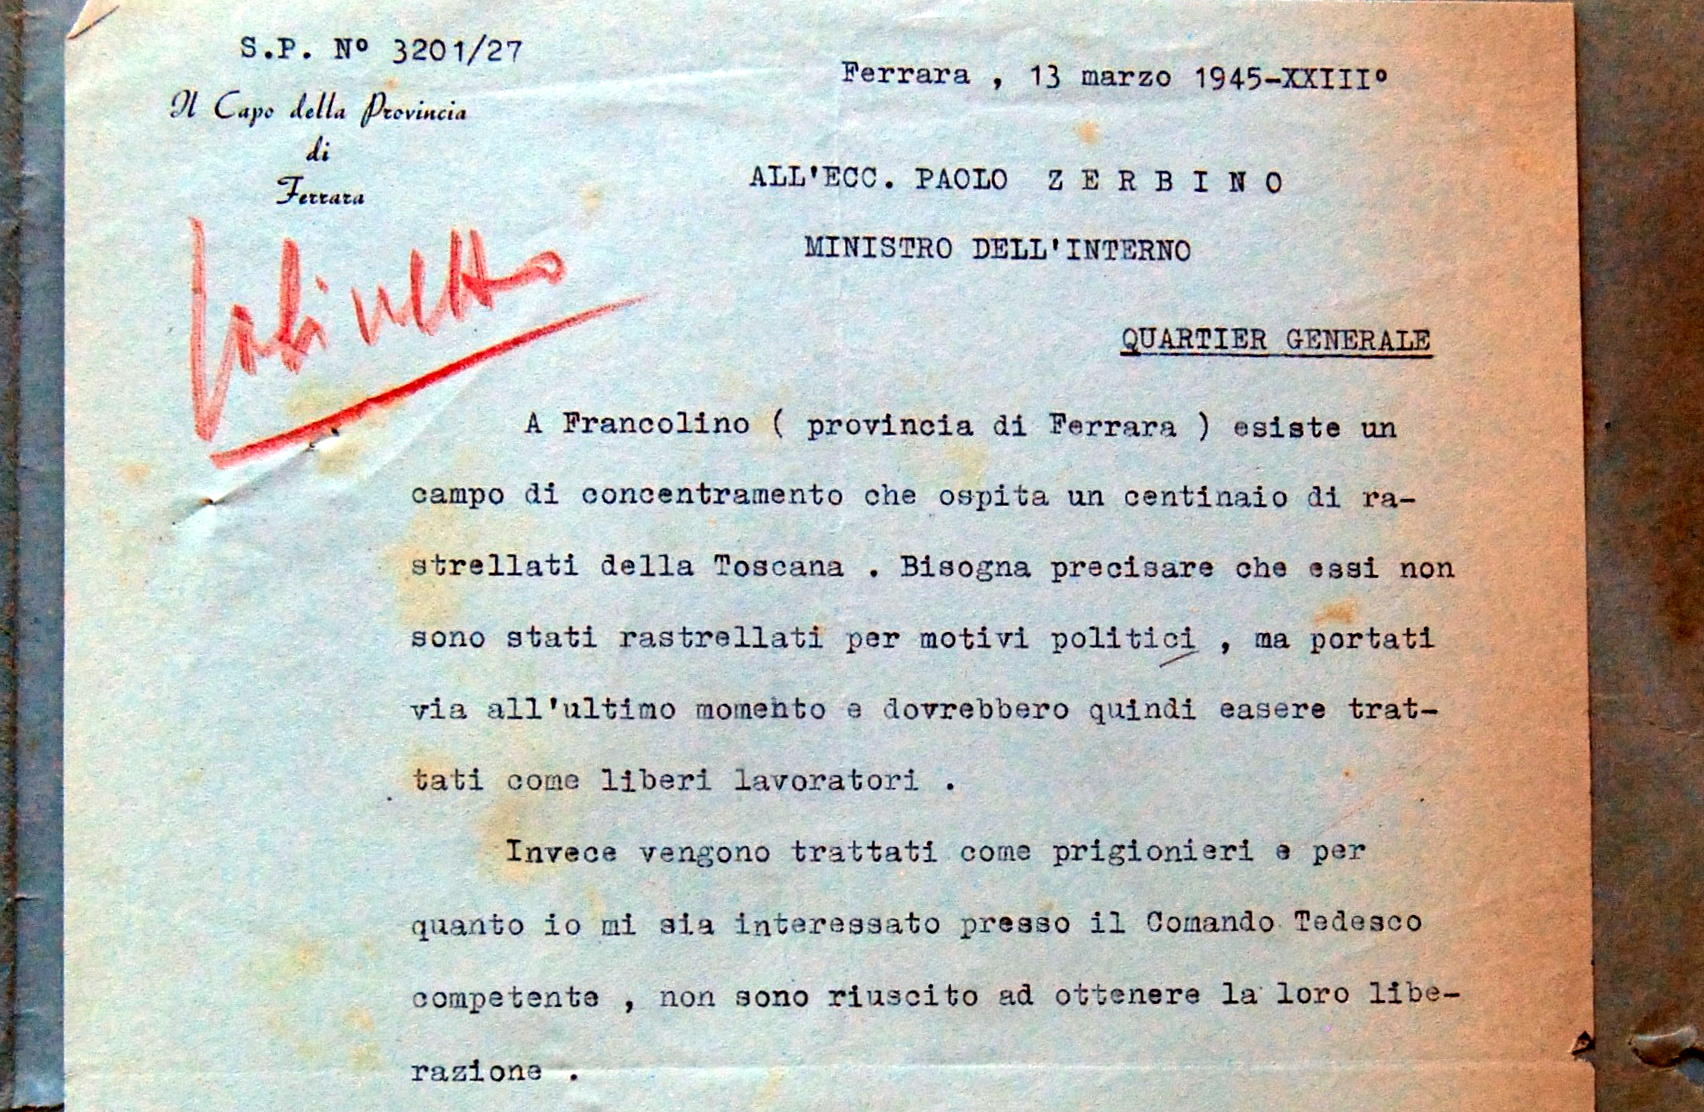 S.P. Nº 3201/27
Ferrara , 13 marzo 1945-XXIIIº
Il Capo della Provincia
di
Ferrara
ALL'ECC. PAOLO Z E R B I N O
MINISTRO DELL'INTERNO
Gabinetto
QUARTIER GENERALE
A Francolino ( provincia di Ferrara ) esiste un
campo di concentramento che ospita un centinaio di ra-
strellati della Toscana . Bisogna precisare che essi non
sono stati rastrellati per motivi politici , ma portati
via all'ultimo momento e dovrebbero quindi easere trat-
tati come liberi lavoratori .
Invece vengono trattati come prigionieri e per
quanto io mi sia interessato presso il Comando Tedesco
competente , non sono riuscito ad ottenere la loro libe-
razione .